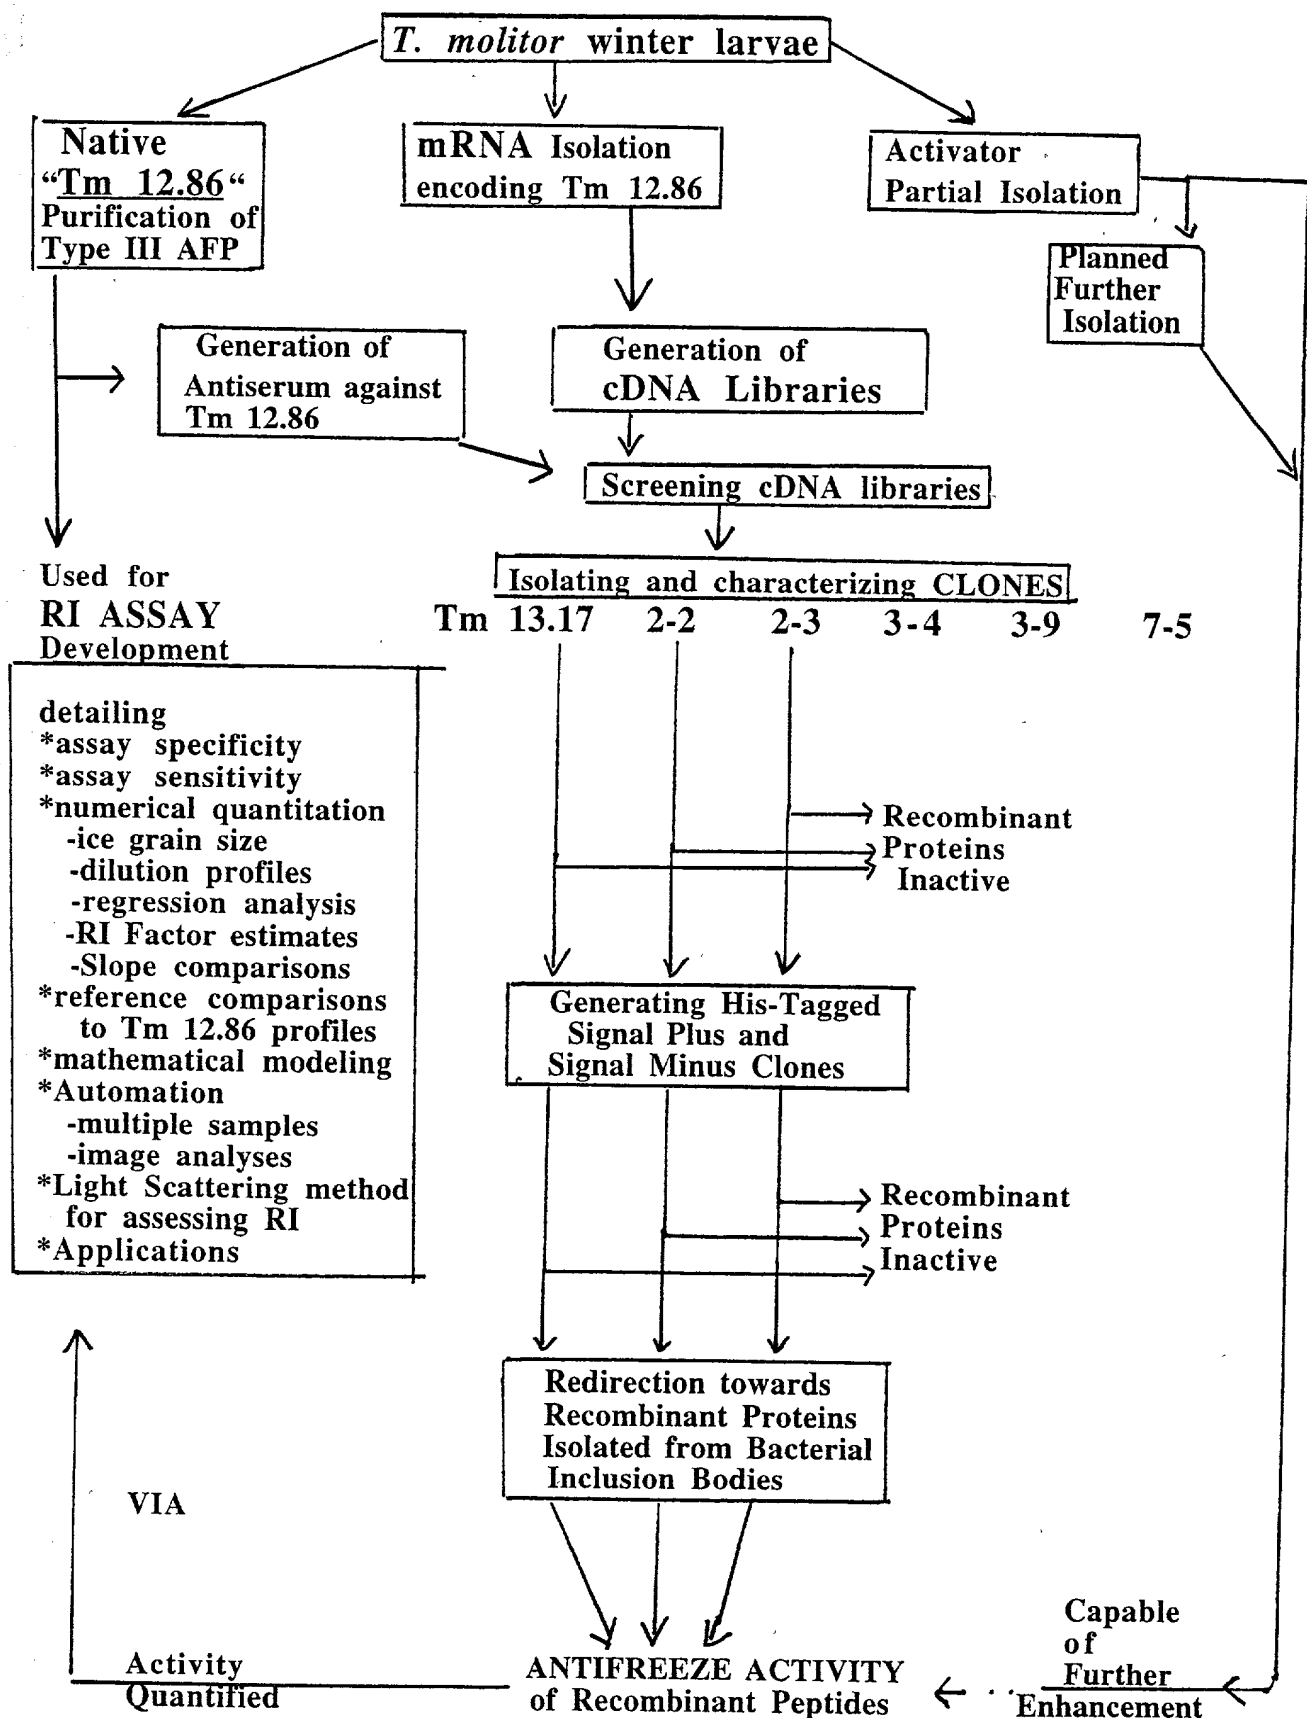 T. molitor winter larvae
Native
“Tm 12.86“
Purification of
Type III AFP
mRNA Isolation
encoding Tm 12.86
Activator
Partial Isolation
Planned
Further
Isolation
Generation of
Antiserum against
Tm 12.86
Generation of
cDNA Libraries
Screening cDNA libraries
Isolating and characterizing CLONES
Tm 13.17 2-2 2-3 3-4 3-9 7-5
Used for
RI ASSAY
Development
detailing
*assay specificity
*assay sensitivity
*numerical quantitation
-ice grain size
-dilution profiles
-regression analysis
-RI Factor estimates
-Slope comparisons
*reference comparisons
to Tm 12.86 profiles
*mathematical modeling
*Automation
-multiple samples
-image analyses
*Light Scattering method
for assessing RI
*Applications
Recombinant
Proteins
Inactive
Generating His-Tagged
Signal Plus and
Signal Minus Clones
Recombinant
Proteins
Inactive
Redirection towards
Recombinant Proteins
Isolated from Bacterial
Inclusion Bodies
VIA
Activity
Quantified
ANTIFREEZE ACTIVITY
of Recombinant Peptides
Capable
of
Further
Enhancement